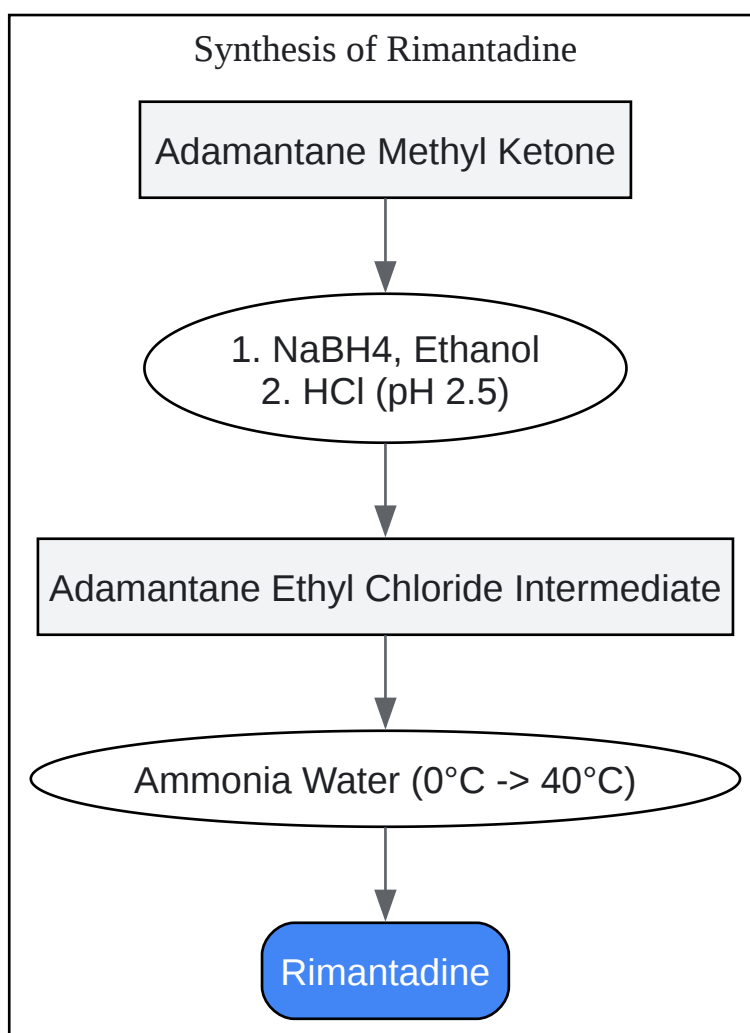 Synthesis of Rimantadine
Adamantane Methyl Ketone
1. NaBH4, Ethanol
2. HCl (pH 2.5)
Adamantane Ethyl Chloride Intermediate
Ammonia Water (0°C -> 40°C)
Rimantadine